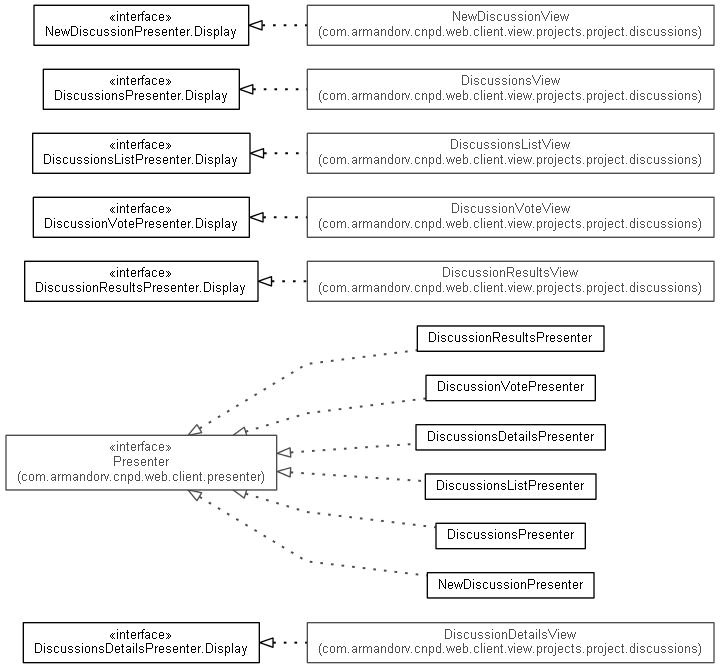 «interface»
NewDiscussionPresenter.Display
NewDiscussionView
(com.armandorv.cnpd.web.client.view.projects.project.discussions)
«interface»
DiscussionsPresenter.Display
DiscussionsView
(com.armandorv.cnpd.web.client.view.projects.project.discussions)
«interface»
DiscussionsListPresenter.Display
DiscussionsListView
(com.armandorv.cnpd.web.client.view.projects.project.discussions)
«interface»
DiscussionVotePresenter.Display
DiscussionVoteView
(com.armandorv.cnpd.web.client.view.projects.project.discussions)
«interface»
DiscussionResultsPresenter.Display
DiscussionResultsView
(com.armandorv.cnpd.web.client.view.projects.project.discussions)
DiscussionResultsPresenter
DiscussionVotePresenter
DiscussionsDetailsPresenter
«interface»
Presenter
(com.armandorv.cnpd.web.client.presenter)
DiscussionsListPresenter
DiscussionsPresenter
NewDiscussionPresenter
«interface»
DiscussionsDetailsPresenter.Display
DiscussionDetailsView
(com.armandorv.cnpd.web.client.view.projects.project.discussions)